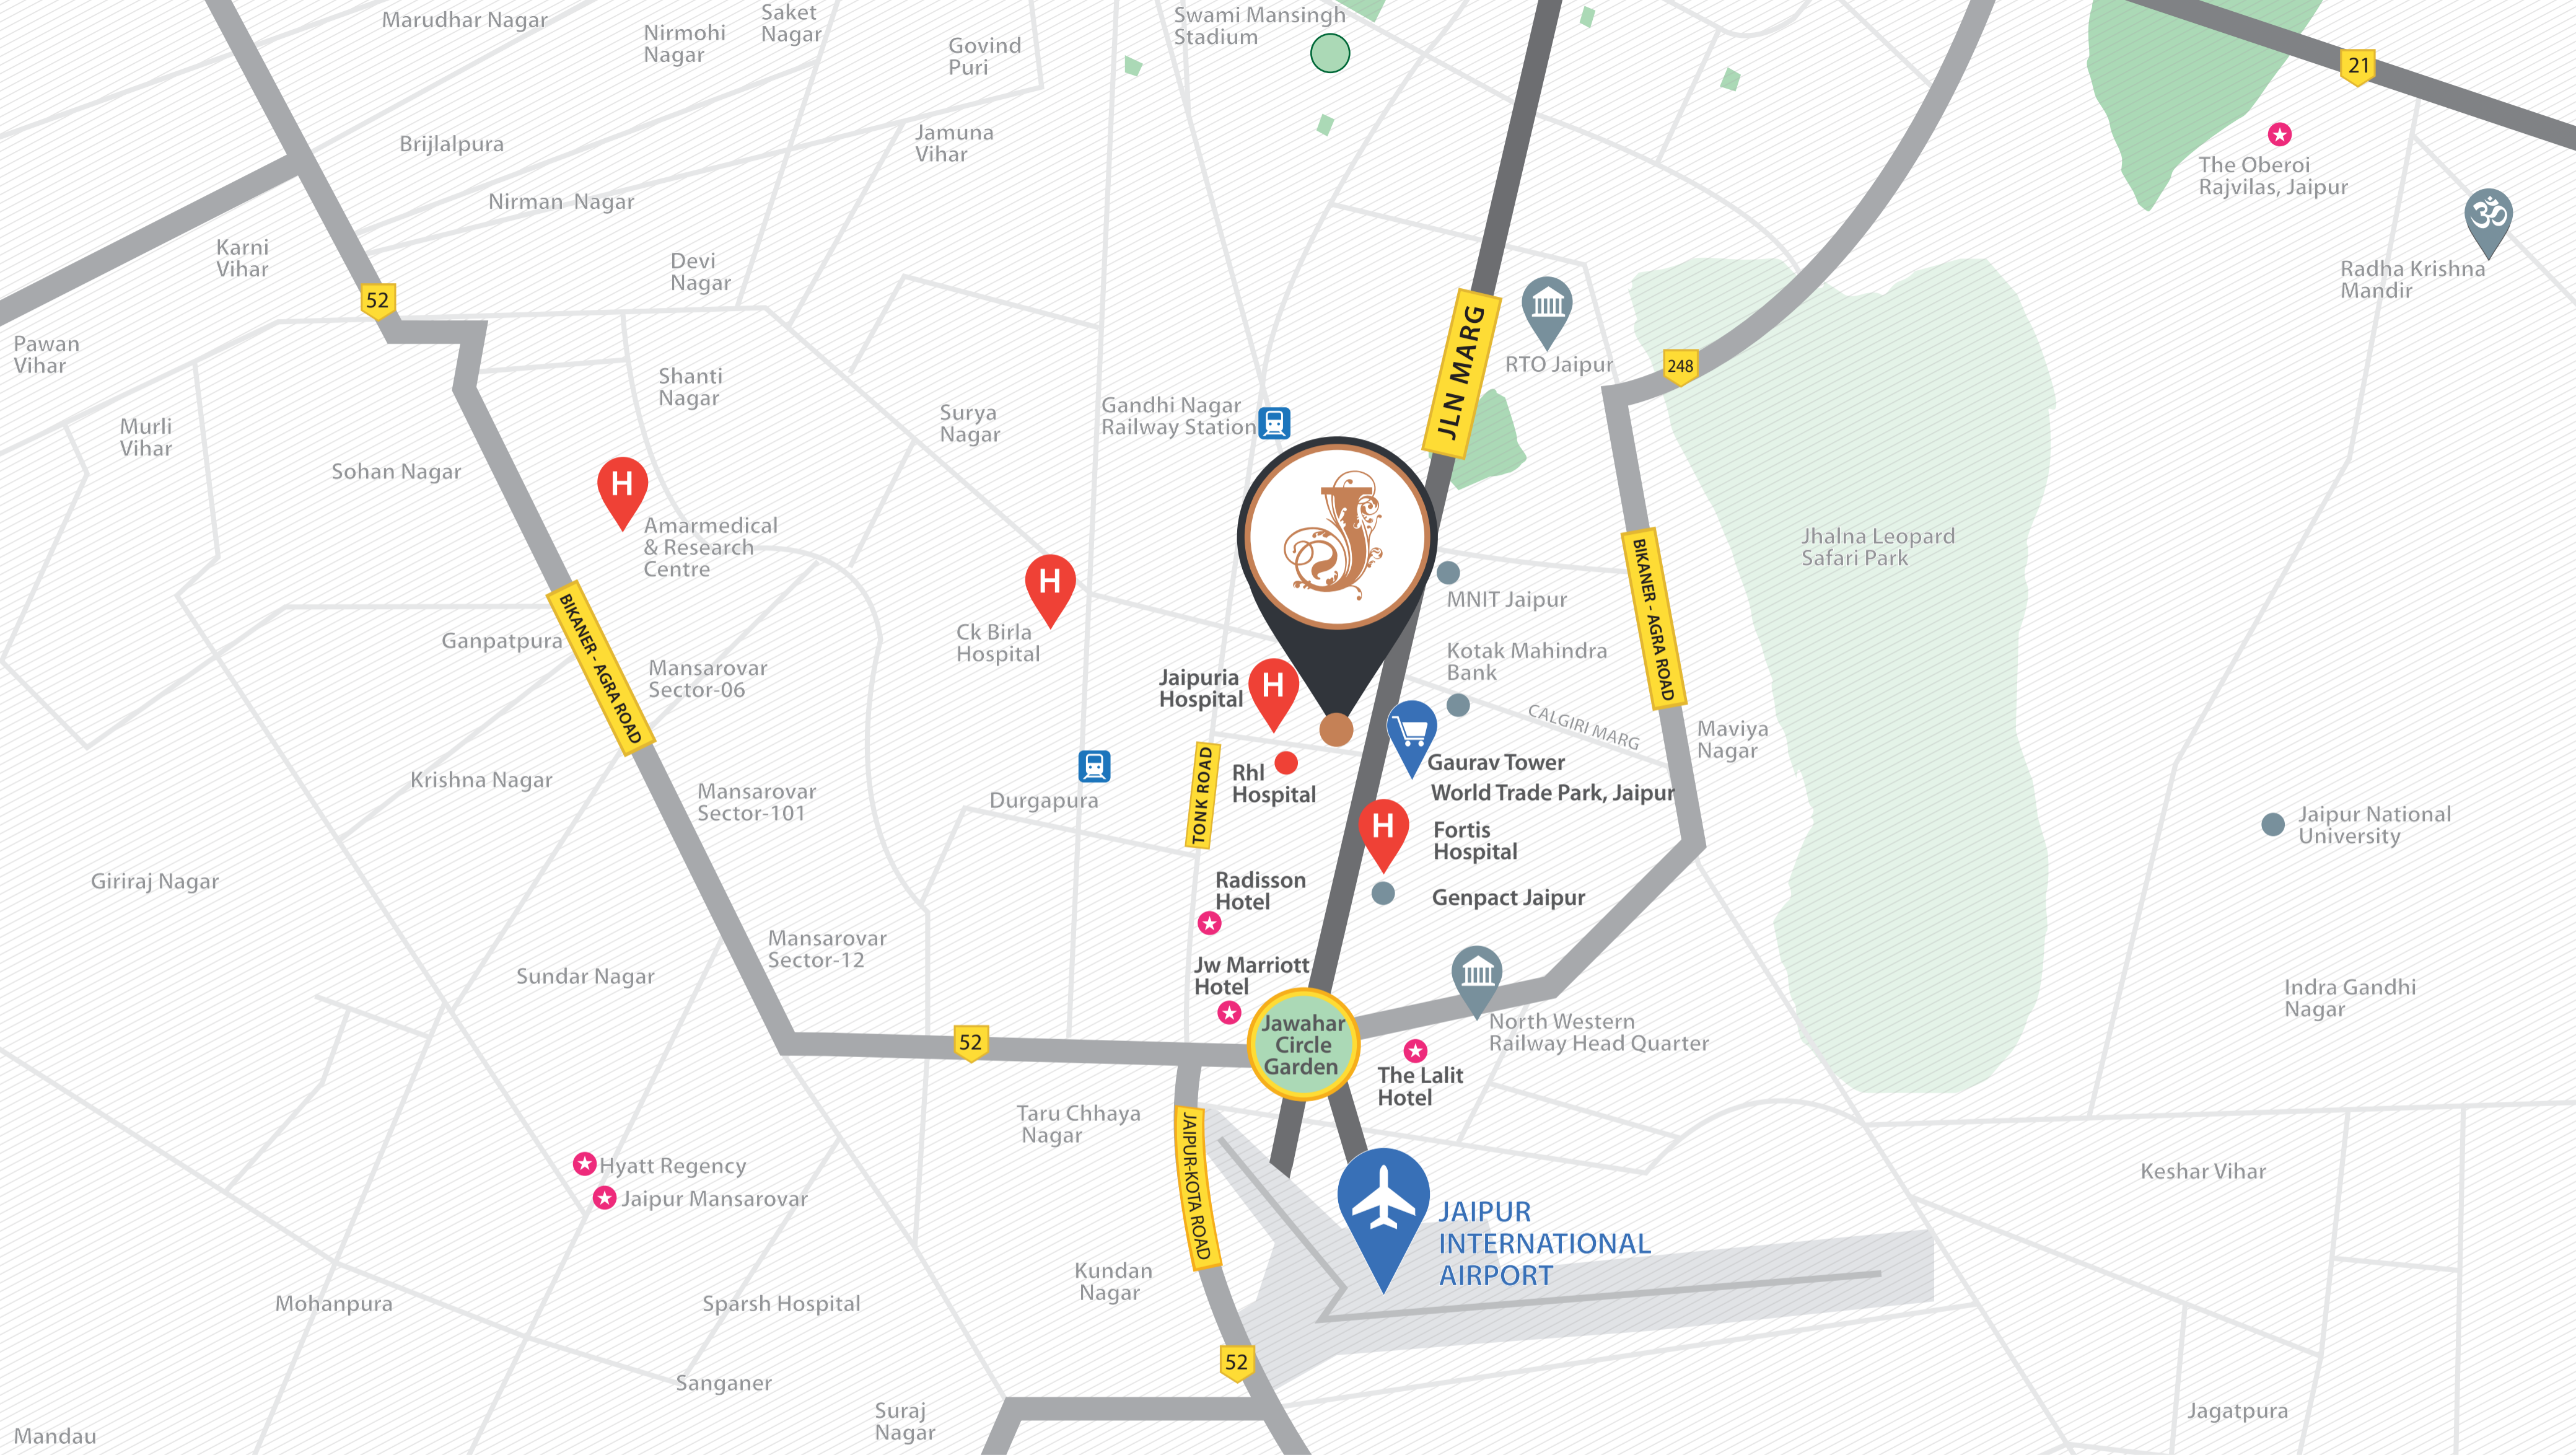 Marudhar Nagar
Saket
Nagar
Nirmohi
Nagar
Govind
Puri
Swami Mansingh
Stadium
21
Brijlalpura
Jamuna
Vihar
The Oberoi
Rajvilas, Jaipur
Nirman Nagar
ॐ
Karni
Vihar
Devi
Nagar
Radha Krishna
Mandir
52
Pawan
Vihar
JLN MARG
RTO Jaipur
248
Shanti
Nagar
Murli
Vihar
Surya
Nagar
Gandhi Nagar
Railway Station
Sohan Nagar
H
Amarmedical
& Research
Centre
J
Jhalna Leopard
Safari Park
H
MNIT Jaipur
BIKANER - AGRA ROAD
BIKANER - AGRA ROAD
Ganpatpura
Ck Birla
Hospital
Kotak Mahindra
Bank
Mansarovar
Sector-06
Jaipuria
Hospital
H
CALGIRI MARG
Maviya
Nagar
Krishna Nagar
Mansarovar
Sector-101
Durgapura
TONK ROAD
Rhl
Hospital
Gaurav Tower
World Trade Park, Jaipur
H
Fortis
Hospital
Jaipur National
University
Giriraj Nagar
Radisson
Hotel
Genpact Jaipur
Mansarovar
Sector-12
Sundar Nagar
Jw Marriott
Hotel
Indra Gandhi
Nagar
52
Jawahar
Circle
Garden
North Western
Railway Head Quarter
The Lalit
Hotel
Taru Chhaya
Nagar
JAIPUR-KOTA ROAD
Hyatt Regency
Jaipur Mansarovar
Keshar Vihar
JAIPUR
INTERNATIONAL
AIRPORT
Kundan
Nagar
Mohanpura
Sparsh Hospital
52
Sanganer
Suraj
Nagar
Jagatpura
Mandau